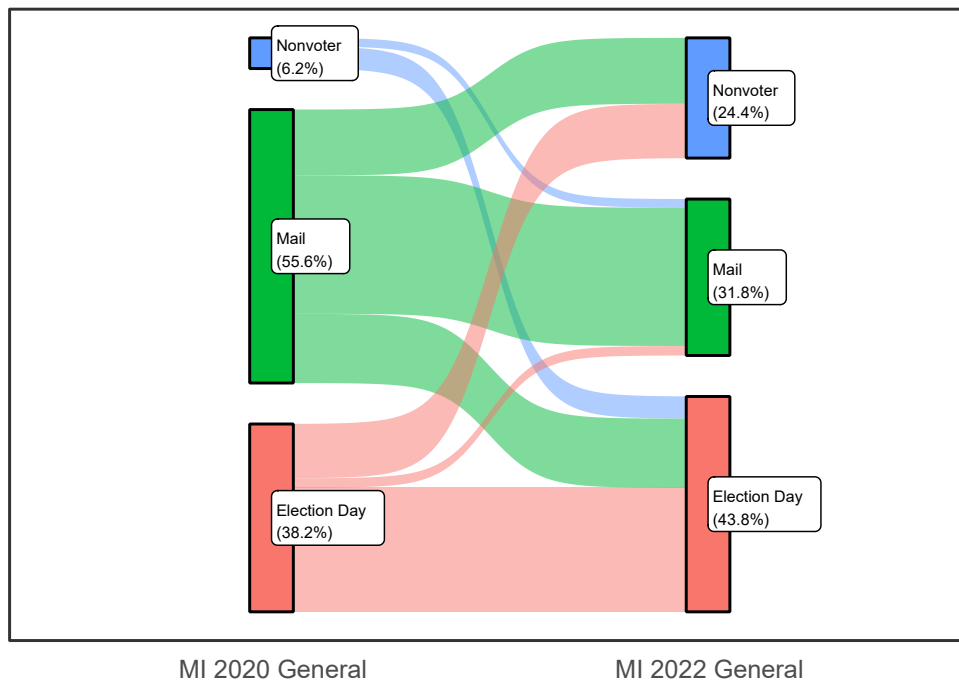 Nonvoter
(6.2%)
Mail
(55.6%)
Election Day
(38.2%)
Nonvoter
(24.4%)
Mail
(31.8%)
Election Day
(43.8%)
MI 2020 General
MI 2022 General